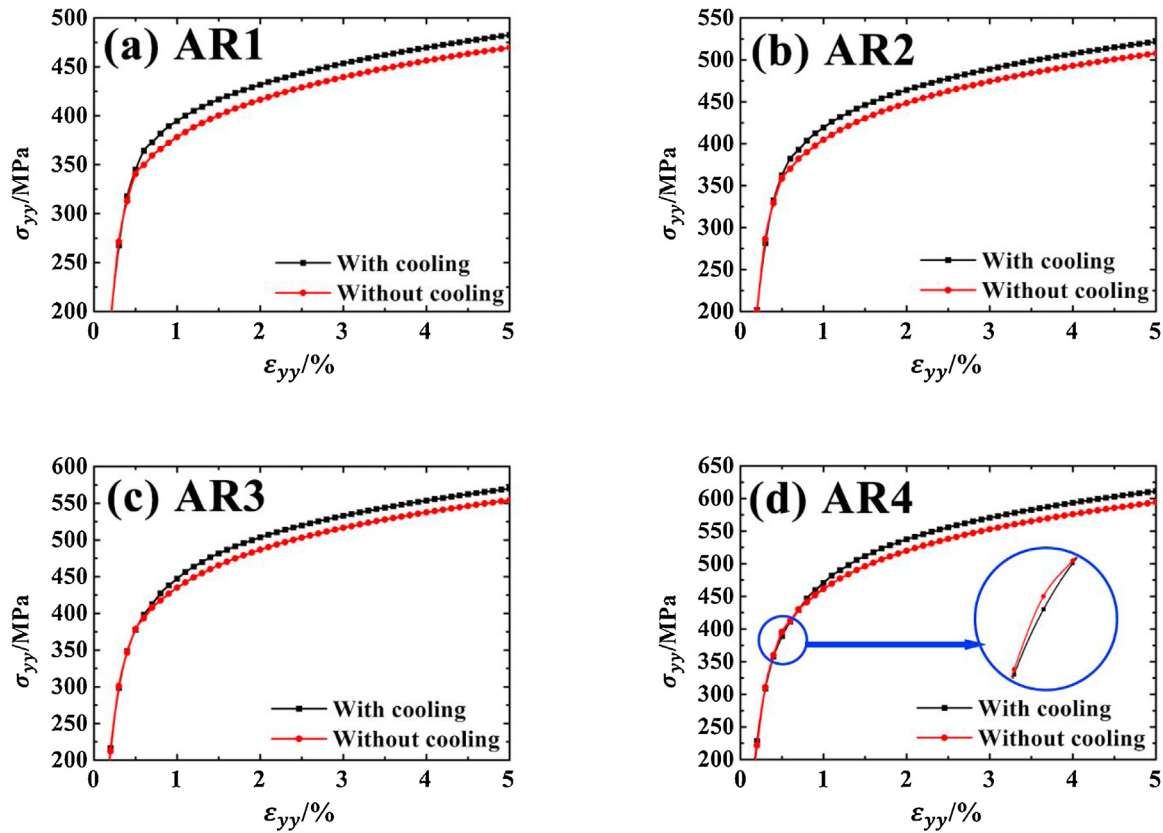 (a) AR1
500
450
400
350
300
250
200
0 1 2 3 4 5
σyy/MPa
εyy/%
With cooling
Without cooling
(b) AR2
550
500
450
400
350
300
250
200
0 1 2 3 4 5
σyy/MPa
εyy/%
With cooling
Without cooling
(c) AR3
600
550
500
450
400
350
300
250
200
0 1 2 3 4 5
σyy/MPa
εyy/%
With cooling
Without cooling
(d) AR4
650
600
550
500
450
400
350
300
250
200
0 1 2 3 4 5
σyy/MPa
εyy/%
With cooling
Without cooling